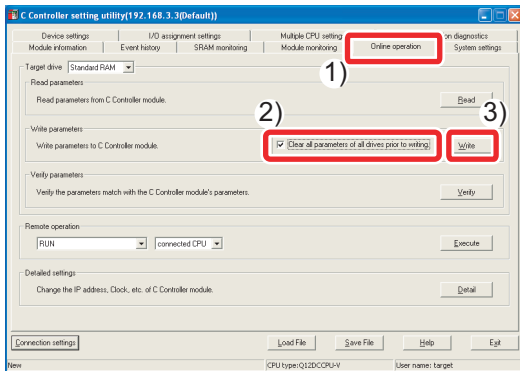 C Controller setting utility(192.168.3.3(Default))
Device settings I/O assignment settings Multiple CPU setting on diagnostics
Module information Event history SRAM monitoring Module monitoring Online operation System settings
1)
Target drive Standard RAM
Read parameters
Read parameters from C Controller module. Read
2) 3)
Write parameters
Write parameters to C Controller module. Clear all parameters of all drives prior to writing. Write
Verify parameters
Verify the parameters match with the C Controller module's parameters. Verify
Remote operation
RUN connected CPU Execute
Detailed settings
Change the IP address, Clock, etc. of C Controller module. Detail
Connection settings Load File Save File Help Exit
New CPU type:Q12DCCPU-V User name: target